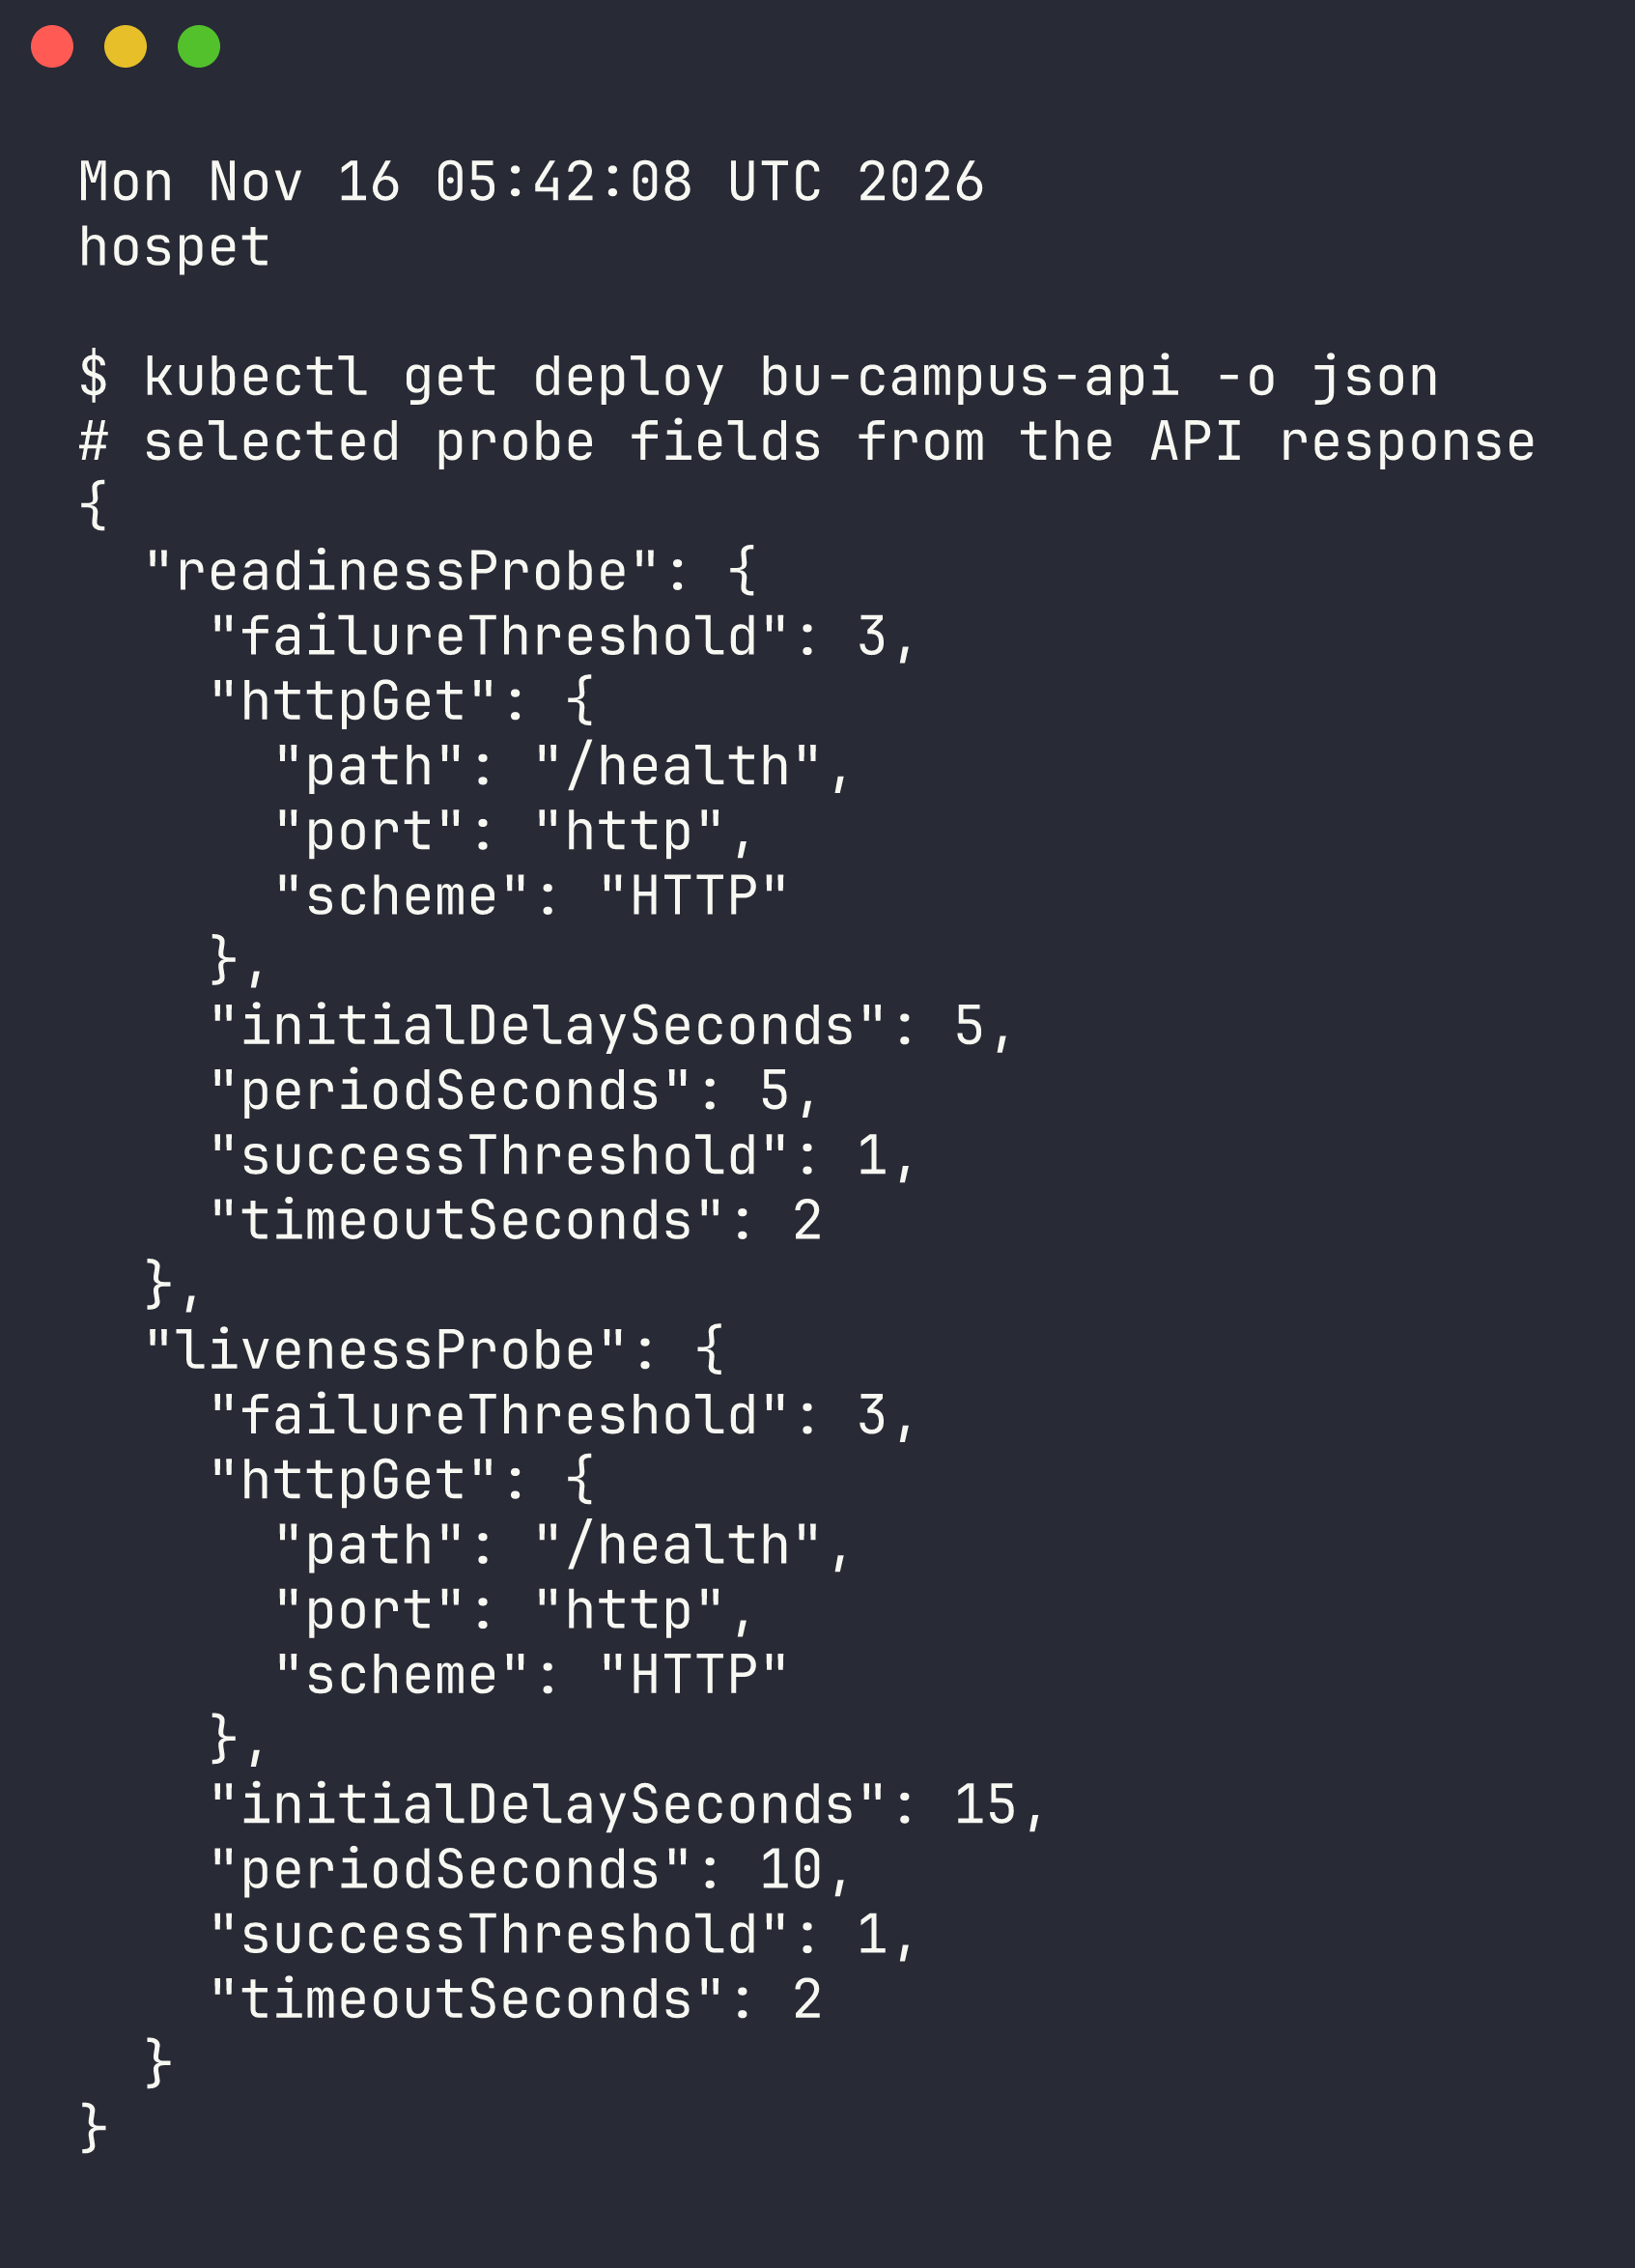 Mon Nov 16 05:42:08 UTC 2026
hospet

$ kubectl get deploy bu-campus-api -o json
# selected probe fields from the API response
{
  "readinessProbe": {
    "failureThreshold": 3,
    "httpGet": {
      "path": "/health",
      "port": "http",
      "scheme": "HTTP"
    },
    "initialDelaySeconds": 5,
    "periodSeconds": 5,
    "successThreshold": 1,
    "timeoutSeconds": 2
  },
  "livenessProbe": {
    "failureThreshold": 3,
    "httpGet": {
      "path": "/health",
      "port": "http",
      "scheme": "HTTP"
    },
    "initialDelaySeconds": 15,
    "periodSeconds": 10,
    "successThreshold": 1,
    "timeoutSeconds": 2
  }
}